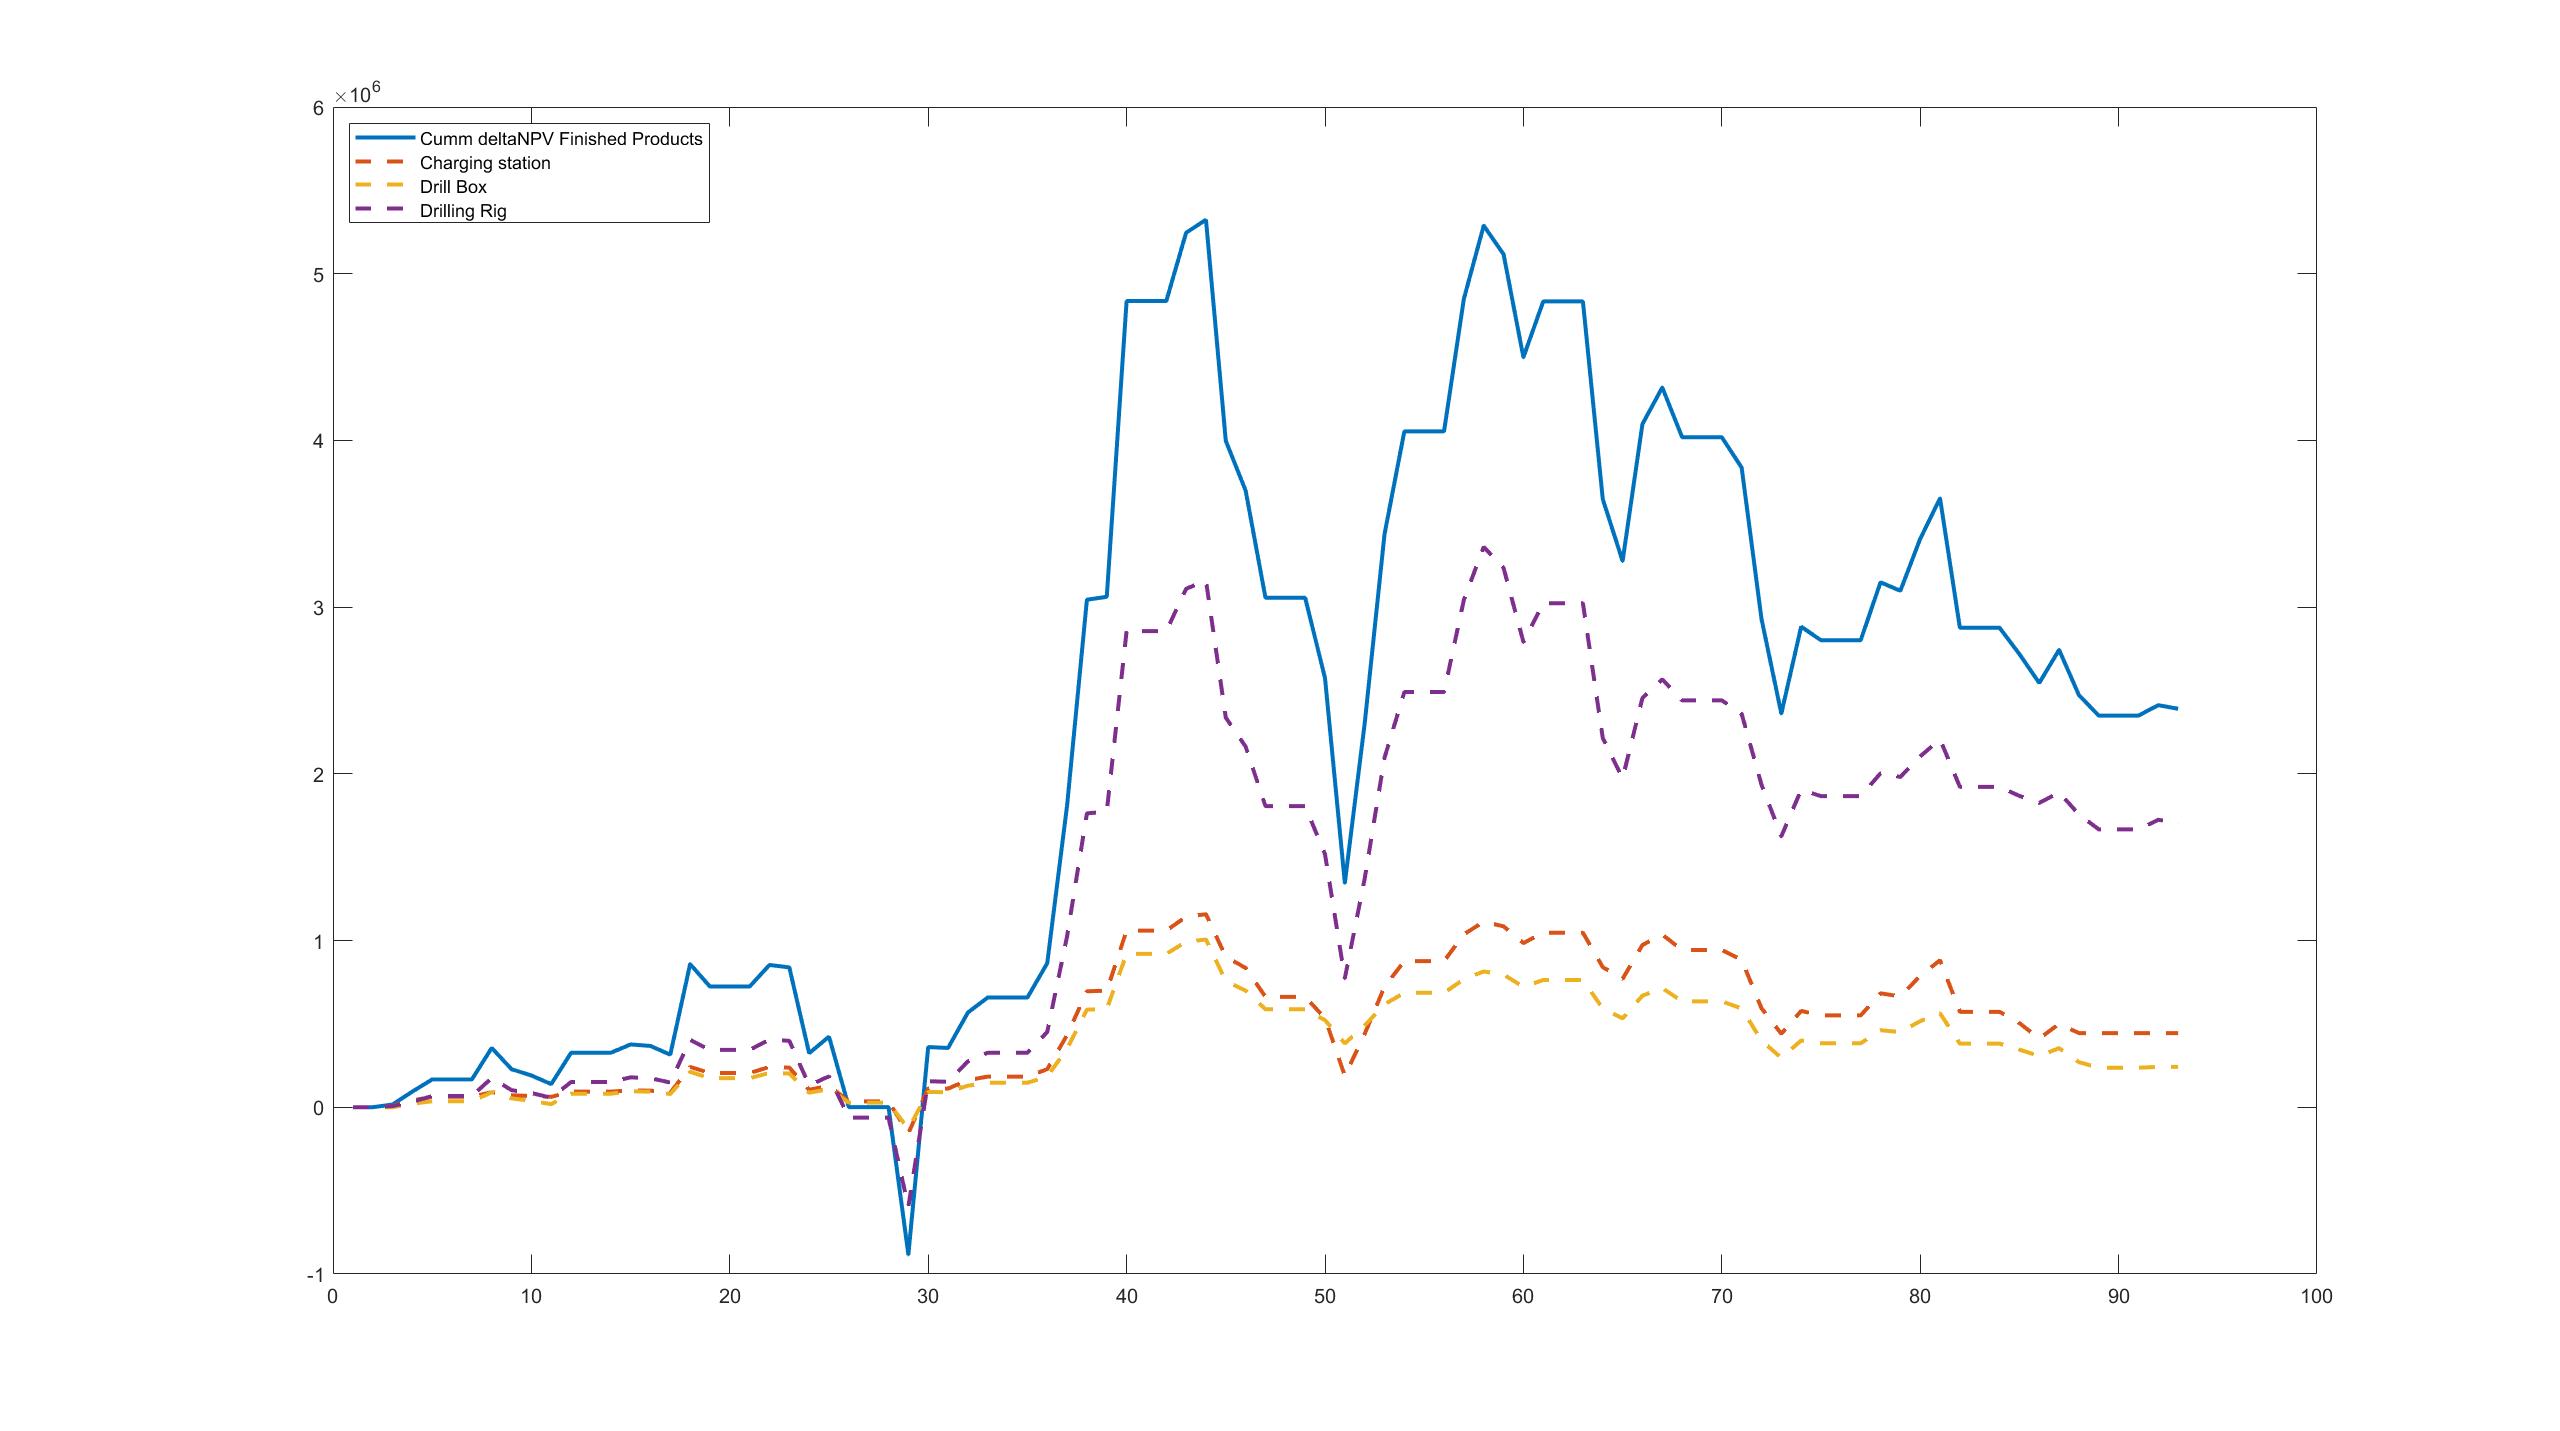 ×10^6
6
Cumm deltaNPV Finished Products
Charging station
Drill Box
Drilling Rig
5
4
3
2
1
0
-1
0 10 20 30 40 50 60 70 80 90 100